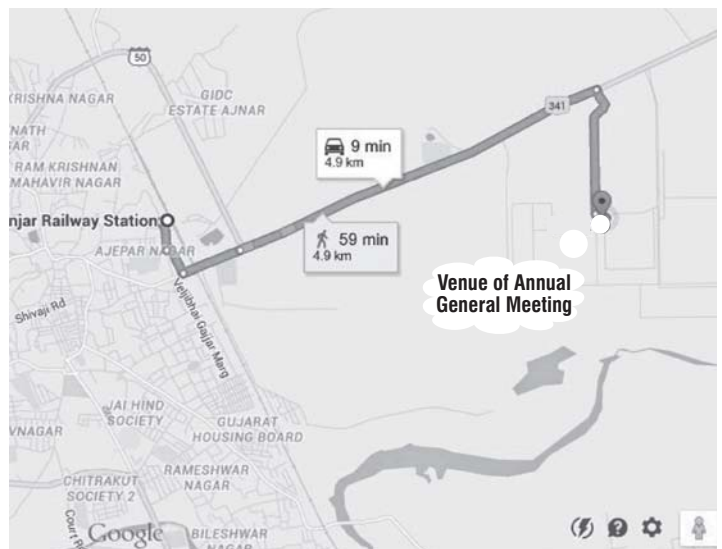 50
KRISHNA NAGAR
GIDC
ESTATE AJNAR
NATH
RAM KRISHNAN
MAHAVIR NAGAR
341
9 min
4.9 km
njar Railway Station
59 min
4.9 km
AJEPAR NAGAR
Venue of Annual
General Meeting
Shivaji Rd
Veljibhai Gajjar Marg
JAI HIND
SOCIETY
VNAGAR
GUJARAT
HOUSING BOARD
RAMESHWAR
NAGAR
CHITRAKUT
SOCIETY 2
Court R
Google
BILESHWAR
NAGAR